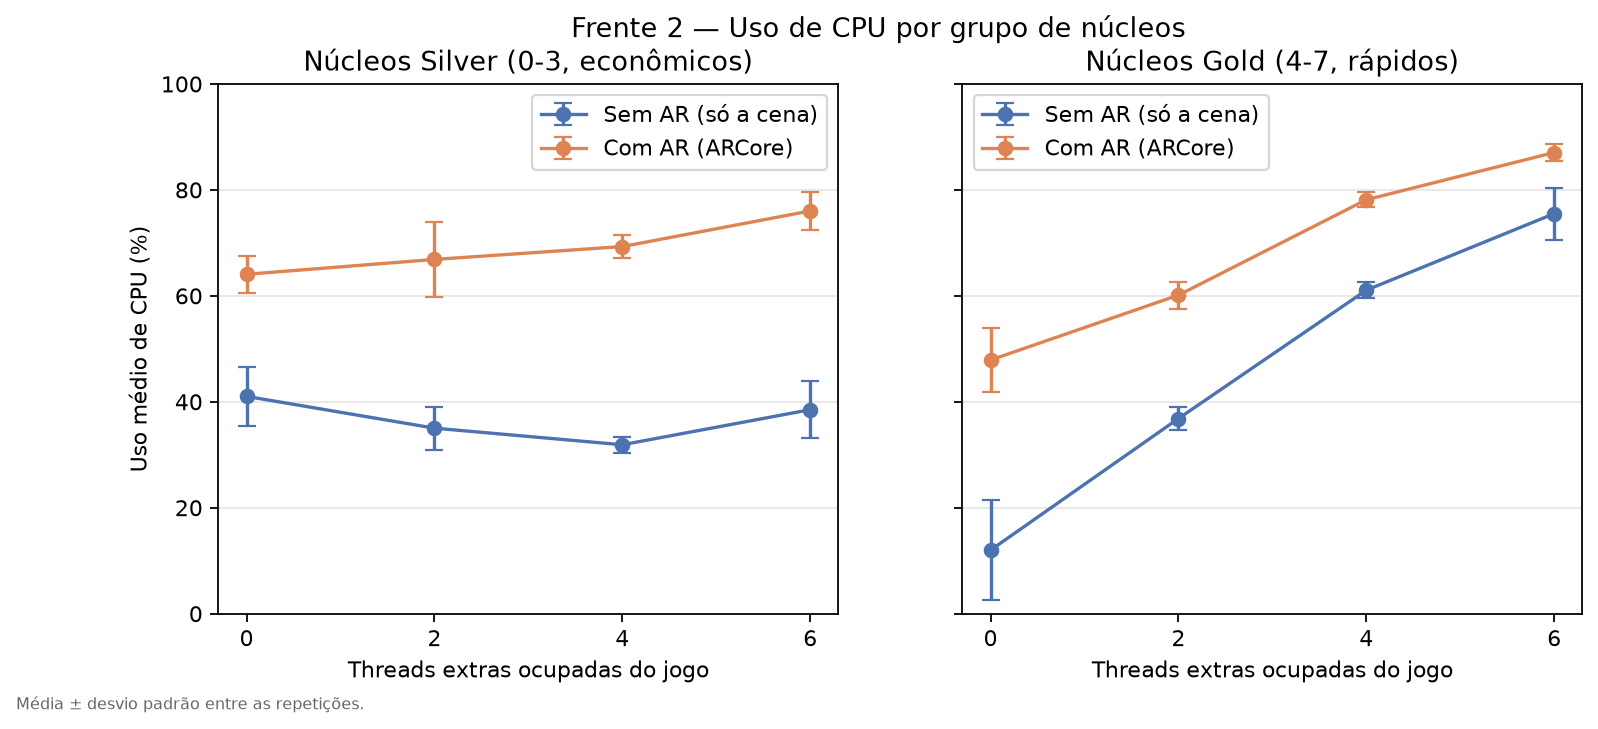 Frente 2 — Uso de CPU por grupo de núcleos
Núcleos Silver (0-3, econômicos)
Sem AR (só a cena)
Com AR (ARCore)
Uso médio de CPU (%)
100
80
60
40
20
0
0 2 4 6
Threads extras ocupadas do jogo
Núcleos Gold (4-7, rápidos)
Sem AR (só a cena)
Com AR (ARCore)
0 2 4 6
Threads extras ocupadas do jogo
Média ± desvio padrão entre as repetições.